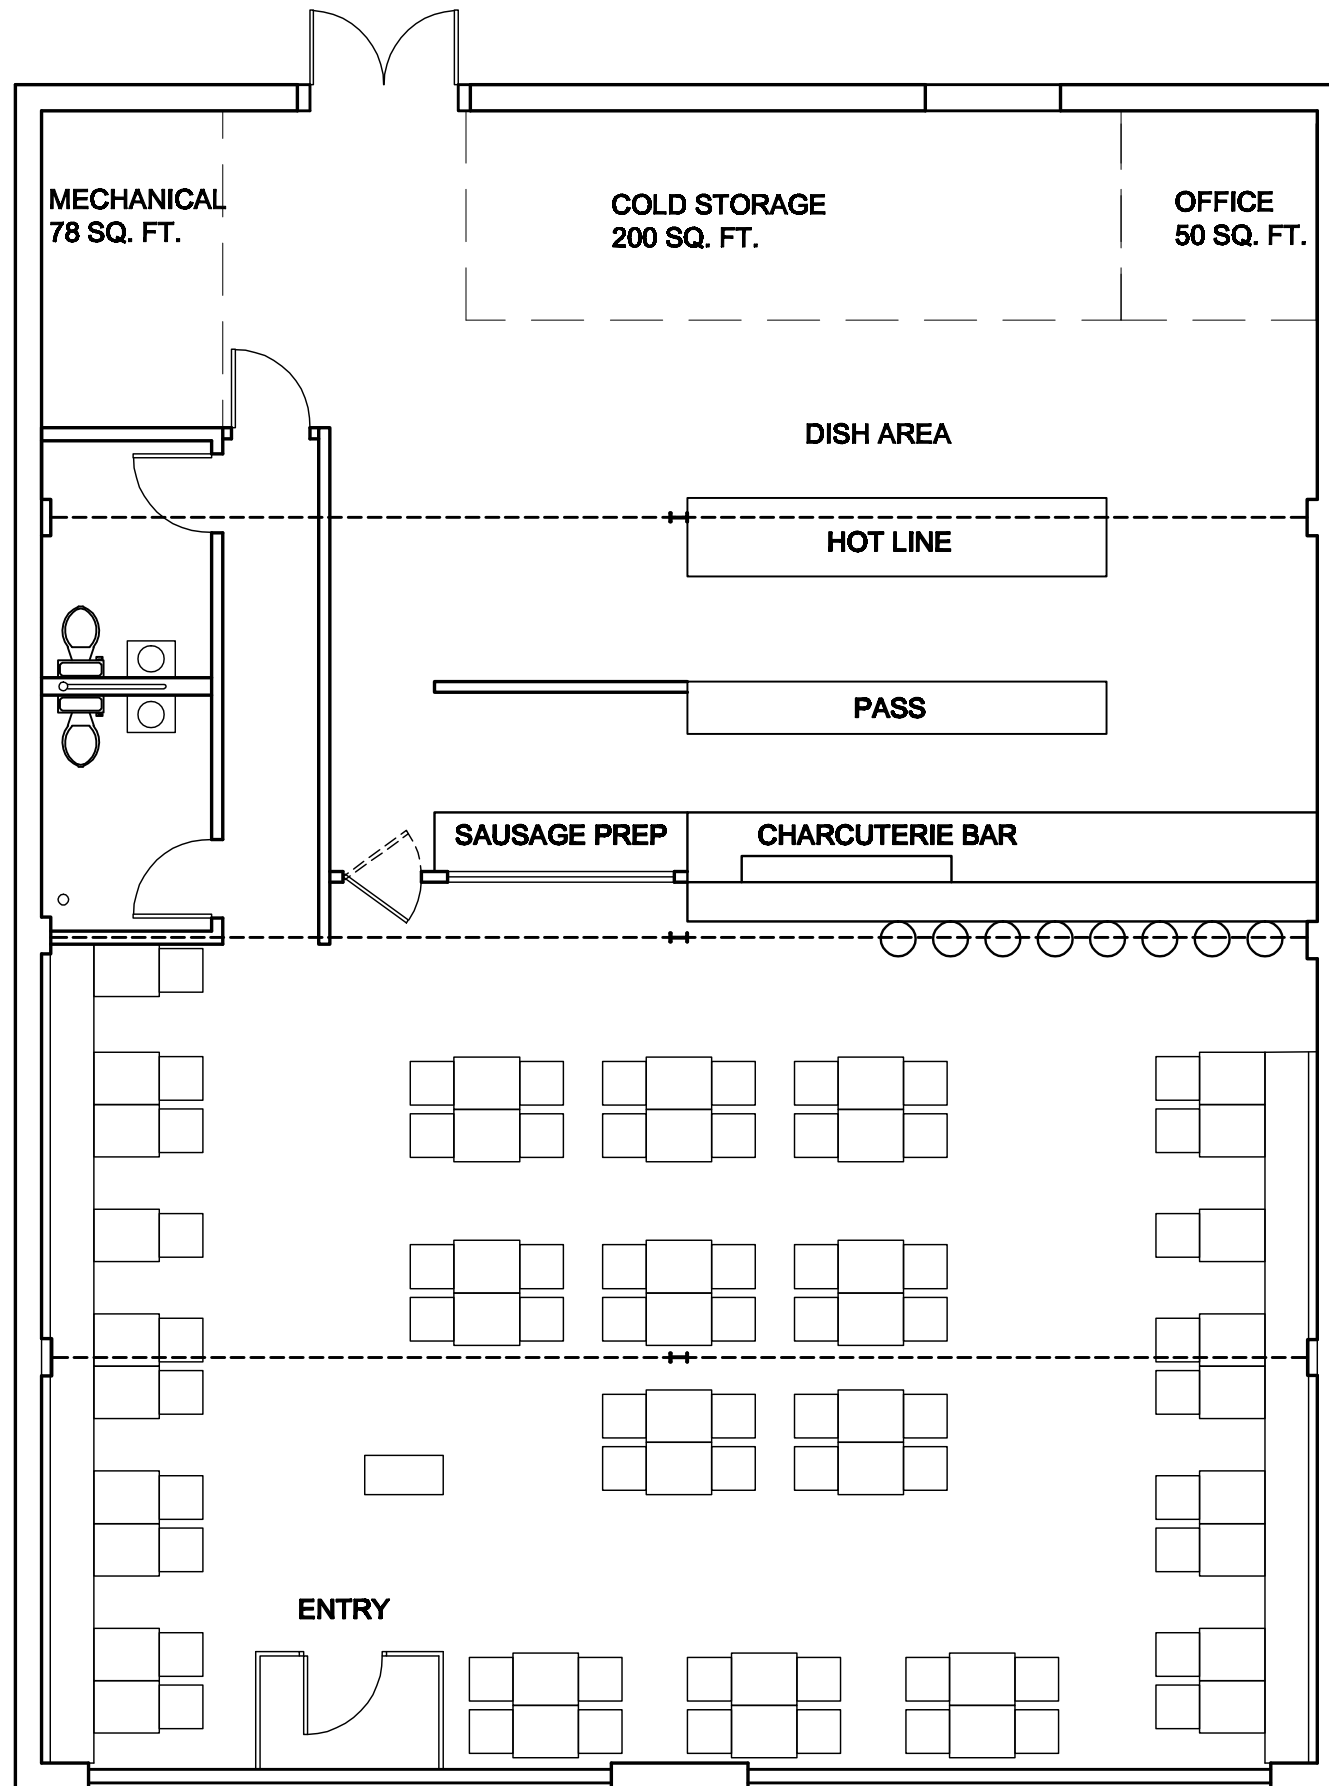 MECHANICAL
78 SQ. FT.
COLD STORAGE
200 SQ. FT.
OFFICE
50 SQ. FT.
DISH AREA
HOT LINE
PASS
SAUSAGE PREP
CHARCUTERIE BAR
ENTRY